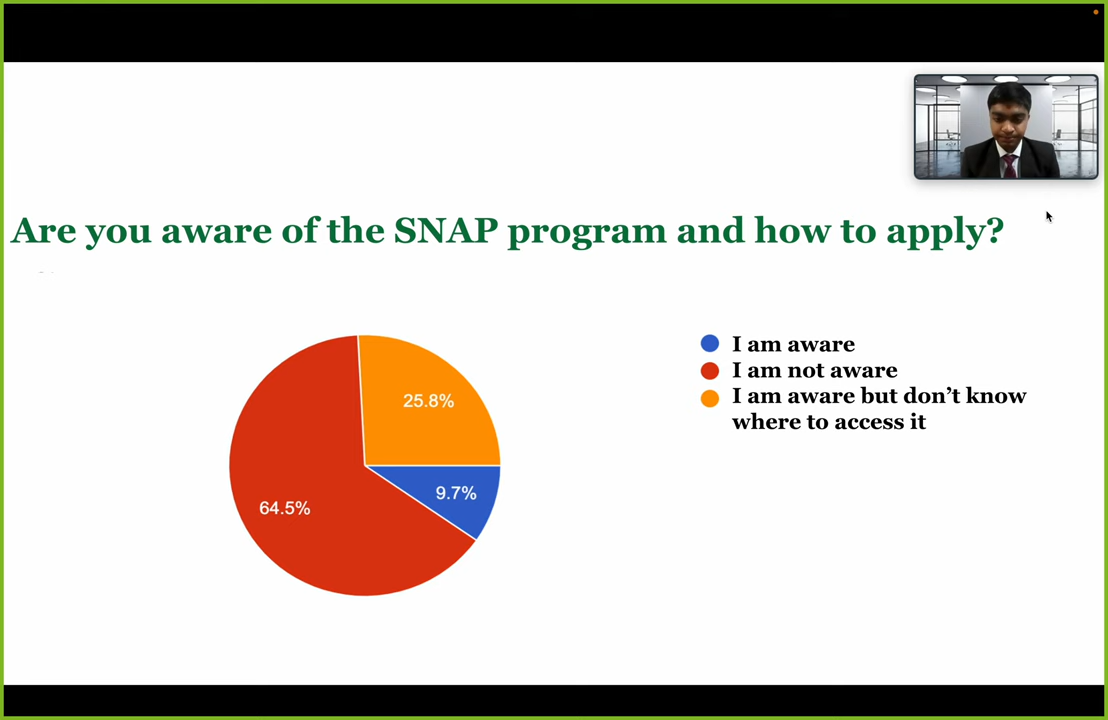 Are you aware of the SNAP program and how to apply?
I am aware
I am not aware
I am aware but don’t know
where to access it
25.8%
9.7%
64.5%